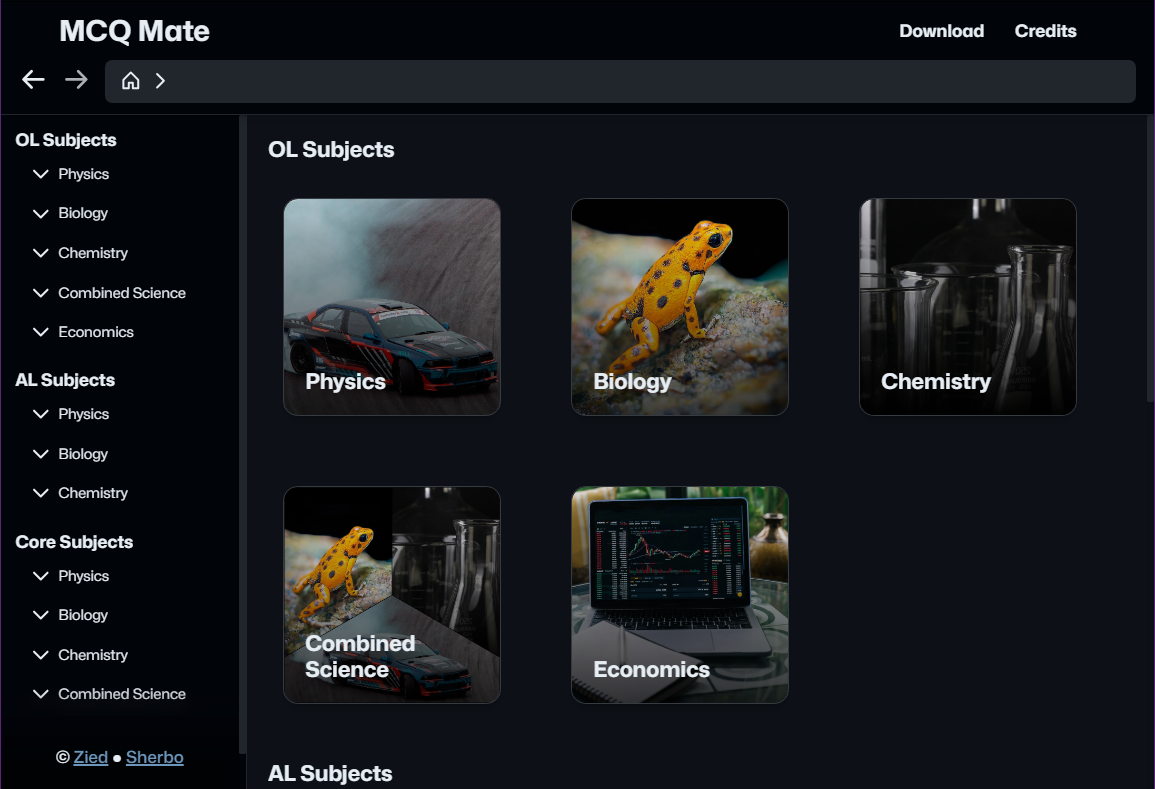 MCQ Mate
Download
Credits
OL Subjects
Physics
Biology
Chemistry
Combined Science
Economics
AL Subjects
Physics
Biology
Chemistry
Core Subjects
Physics
Biology
Chemistry
Combined Science
© Zied ● Sherbo
OL Subjects
Physics
Biology
Chemistry
Combined
Science
Economics
AL Subjects